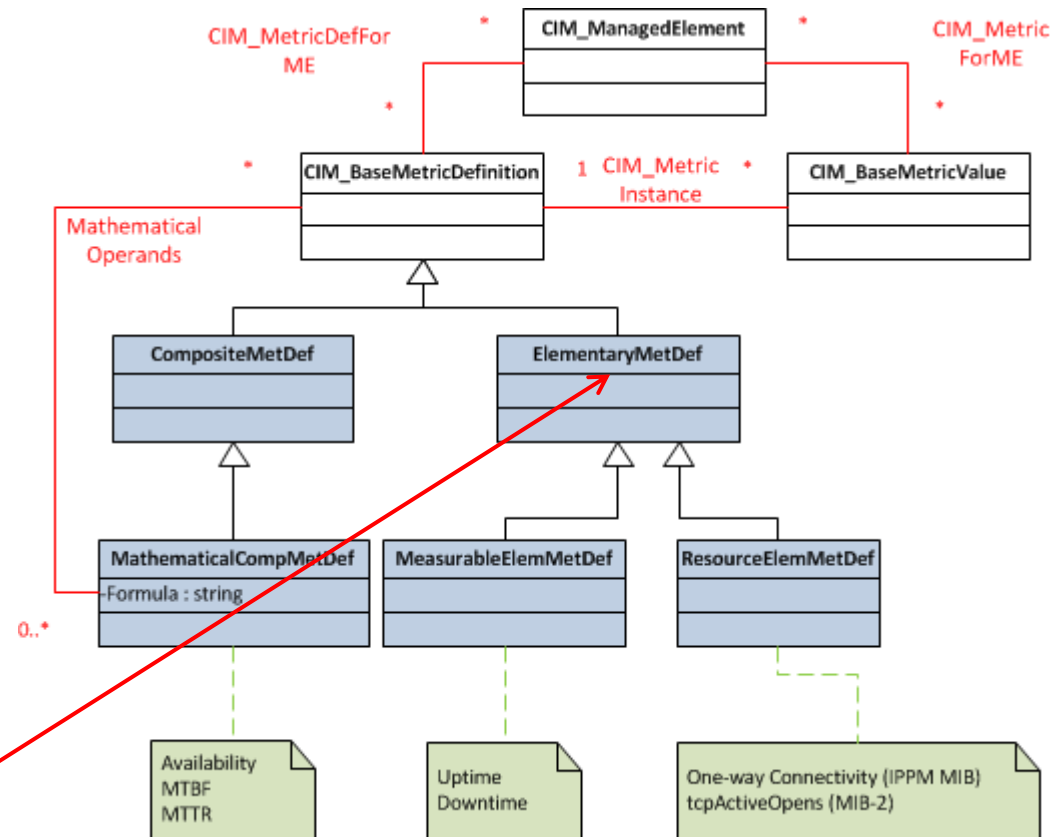 CIM_MetricDefFor
ME
*
CIM_ManagedElement
*
CIM_Metric
ForME
*
*
*
CIM_BaseMetricDefinition
1
CIM_Metric
Instance
*
CIM_BaseMetricValue
Mathematical
Operands
CompositeMetDef
ElementaryMetDef
MathematicalCompMetDef
-Formula : string
0..*
MeasurableElemMetDef
ResourceElemMetDef
Availability
MTBF
MTTR
Uptime
Downtime
One-way Connectivity (IPPM MIB)
tcpActiveOpens (MIB-2)